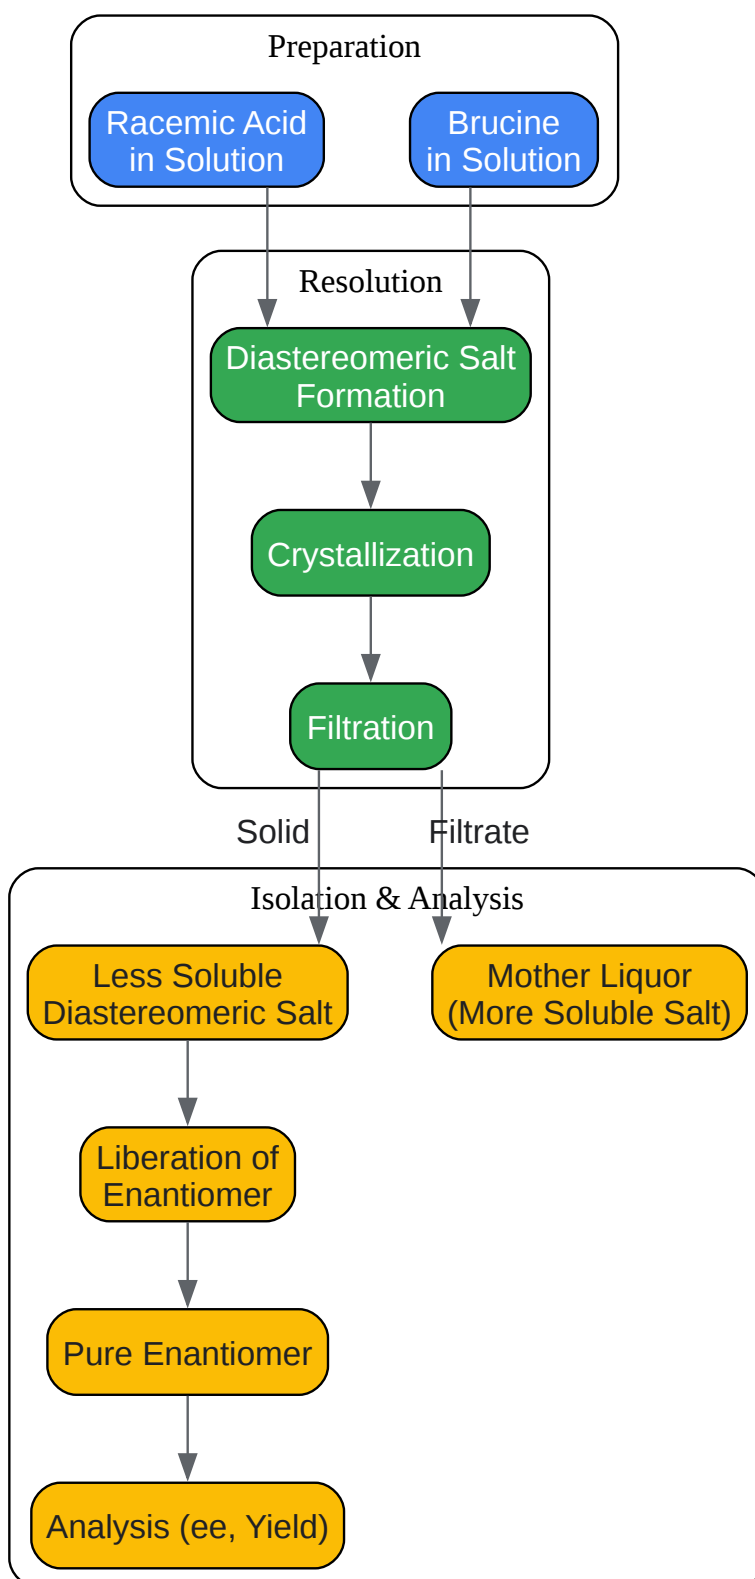 Preparation
Racemic Acid
in Solution
Brucine
in Solution
Resolution
Diastereomeric Salt
Formation
Crystallization
Filtration
Solid
Filtrate
Isolation & Analysis
Less Soluble
Diastereomeric Salt
Mother Liquor
(More Soluble Salt)
Liberation of
Enantiomer
Pure Enantiomer
Analysis (ee, Yield)